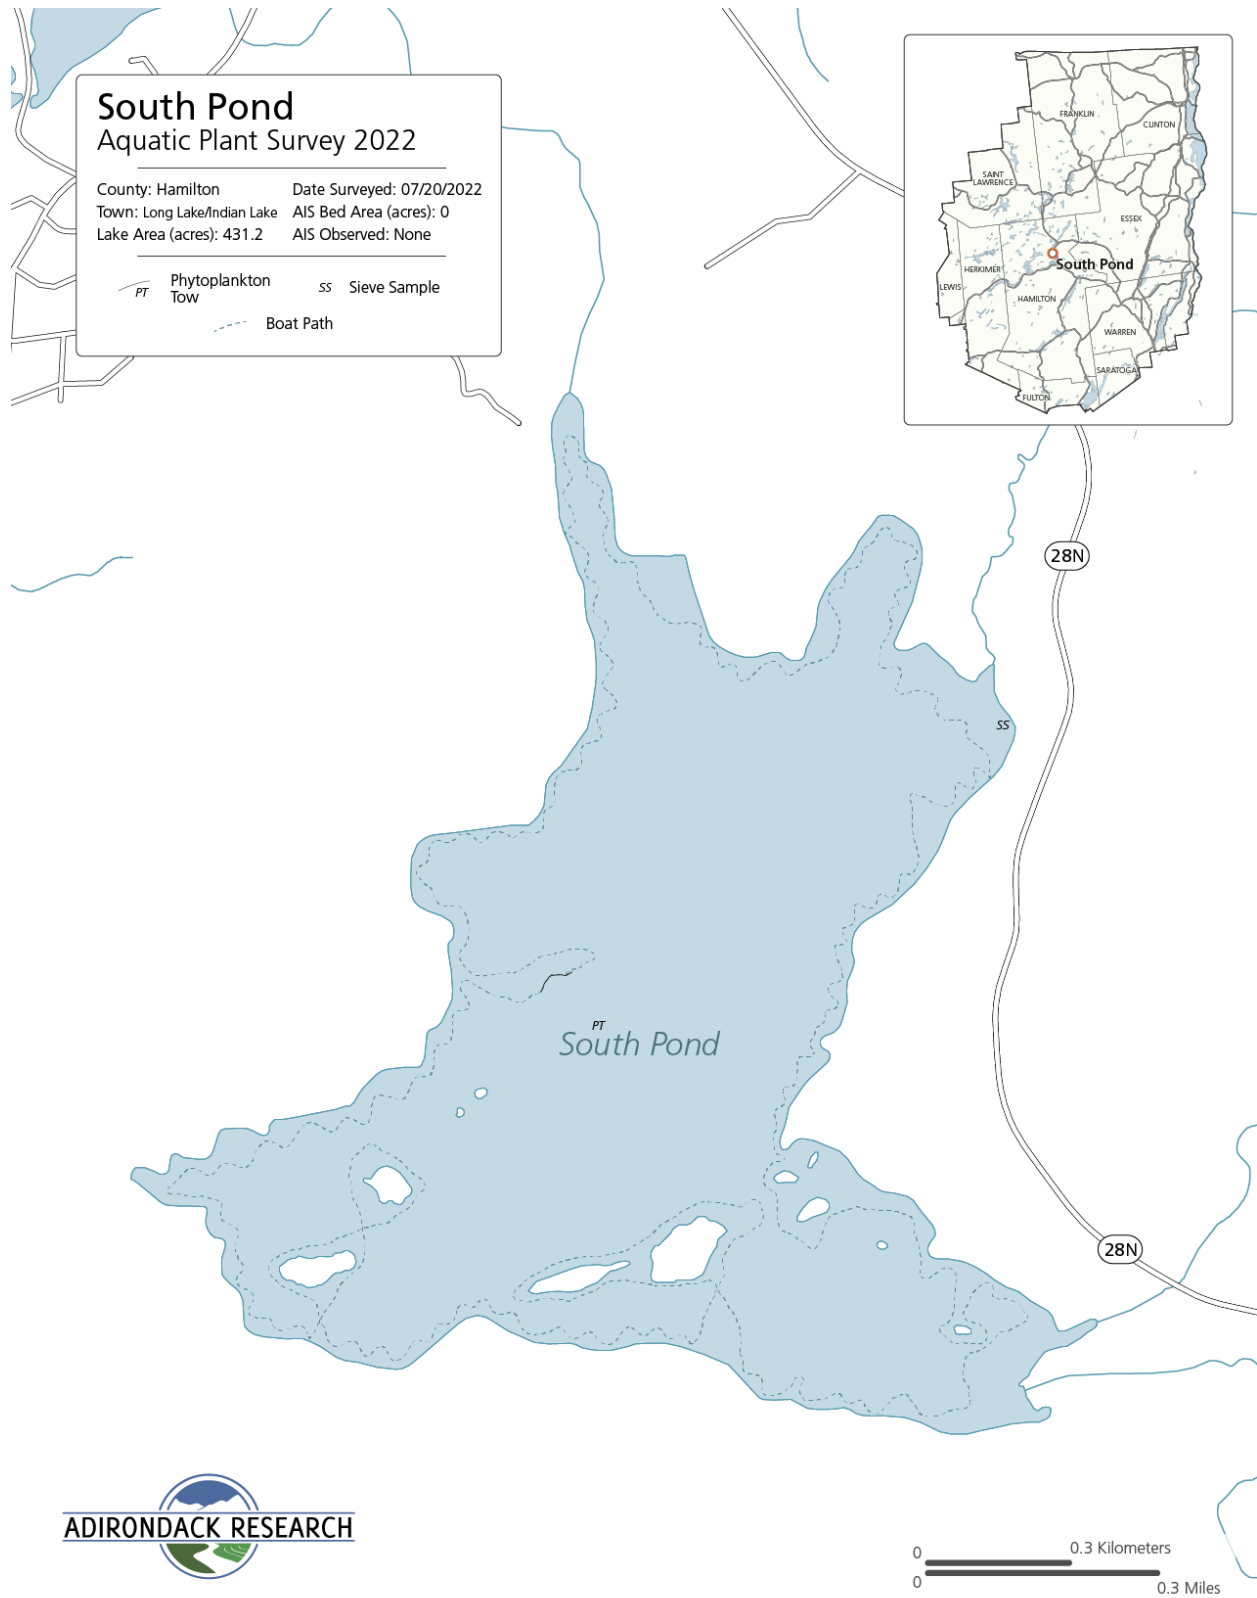 South Pond
Aquatic Plant Survey 2022
County: Hamilton
Date Surveyed: 07/20/2022
Town: Long Lake/Indian Lake
AIS Bed Area (acres): 0
Lake Area (acres): 431.2
AIS Observed: None
PT
Phytoplankton
Tow
SS
Sieve Sample
Boat Path
FRANKLIN
CLINTON
SAINT
LAWRENCE
ESSEX
South Pond
HERKIMER
LEWIS
HAMILTON
WARREN
SARATOGA
FULTON
28N
SS
PT
South Pond
28N
ADIRONDACK RESEARCH
0
0.3 Kilometers
0
0.3 Miles